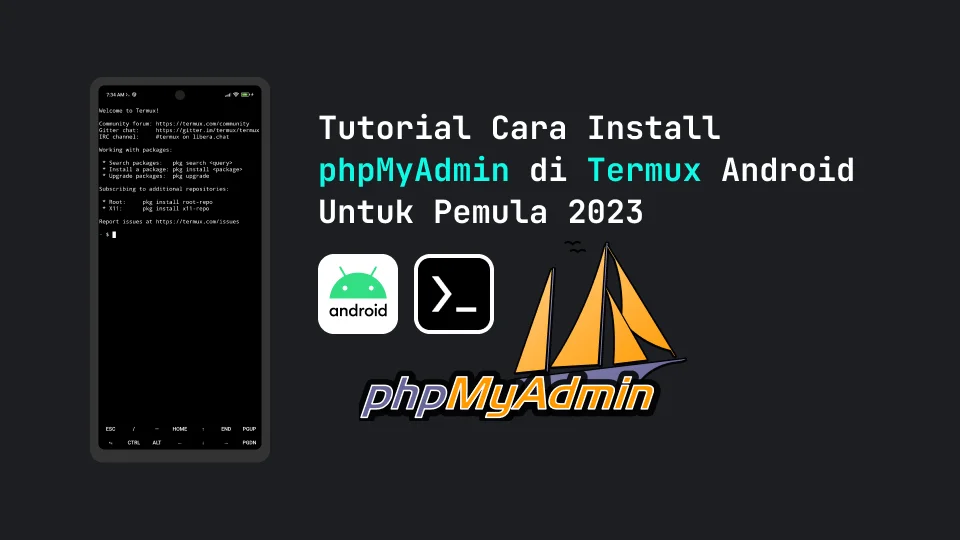 7:34 AM
Welcome to Termux!
Community forum: https://termux.com/community
Gitter chat: https://gitter.im/termux/termux
IRC channel: #termux on libera.chat
Working with packages:
* Search packages: pkg search <query>
* Install a package: pkg install <package>
* Upgrade packages: pkg upgrade
Subscribing to additional repositories:
* Root: pkg install root-repo
* X11: pkg install x11-repo
Report issues at https://termux.com/issues
~ $
ESC / — HOME ↑ END PGUP
CTRL ALT ← ↓ → PGDN
Tutorial Cara Install
phpMyAdmin di Termux Android
Untuk Pemula 2023
android
phpMyAdmin